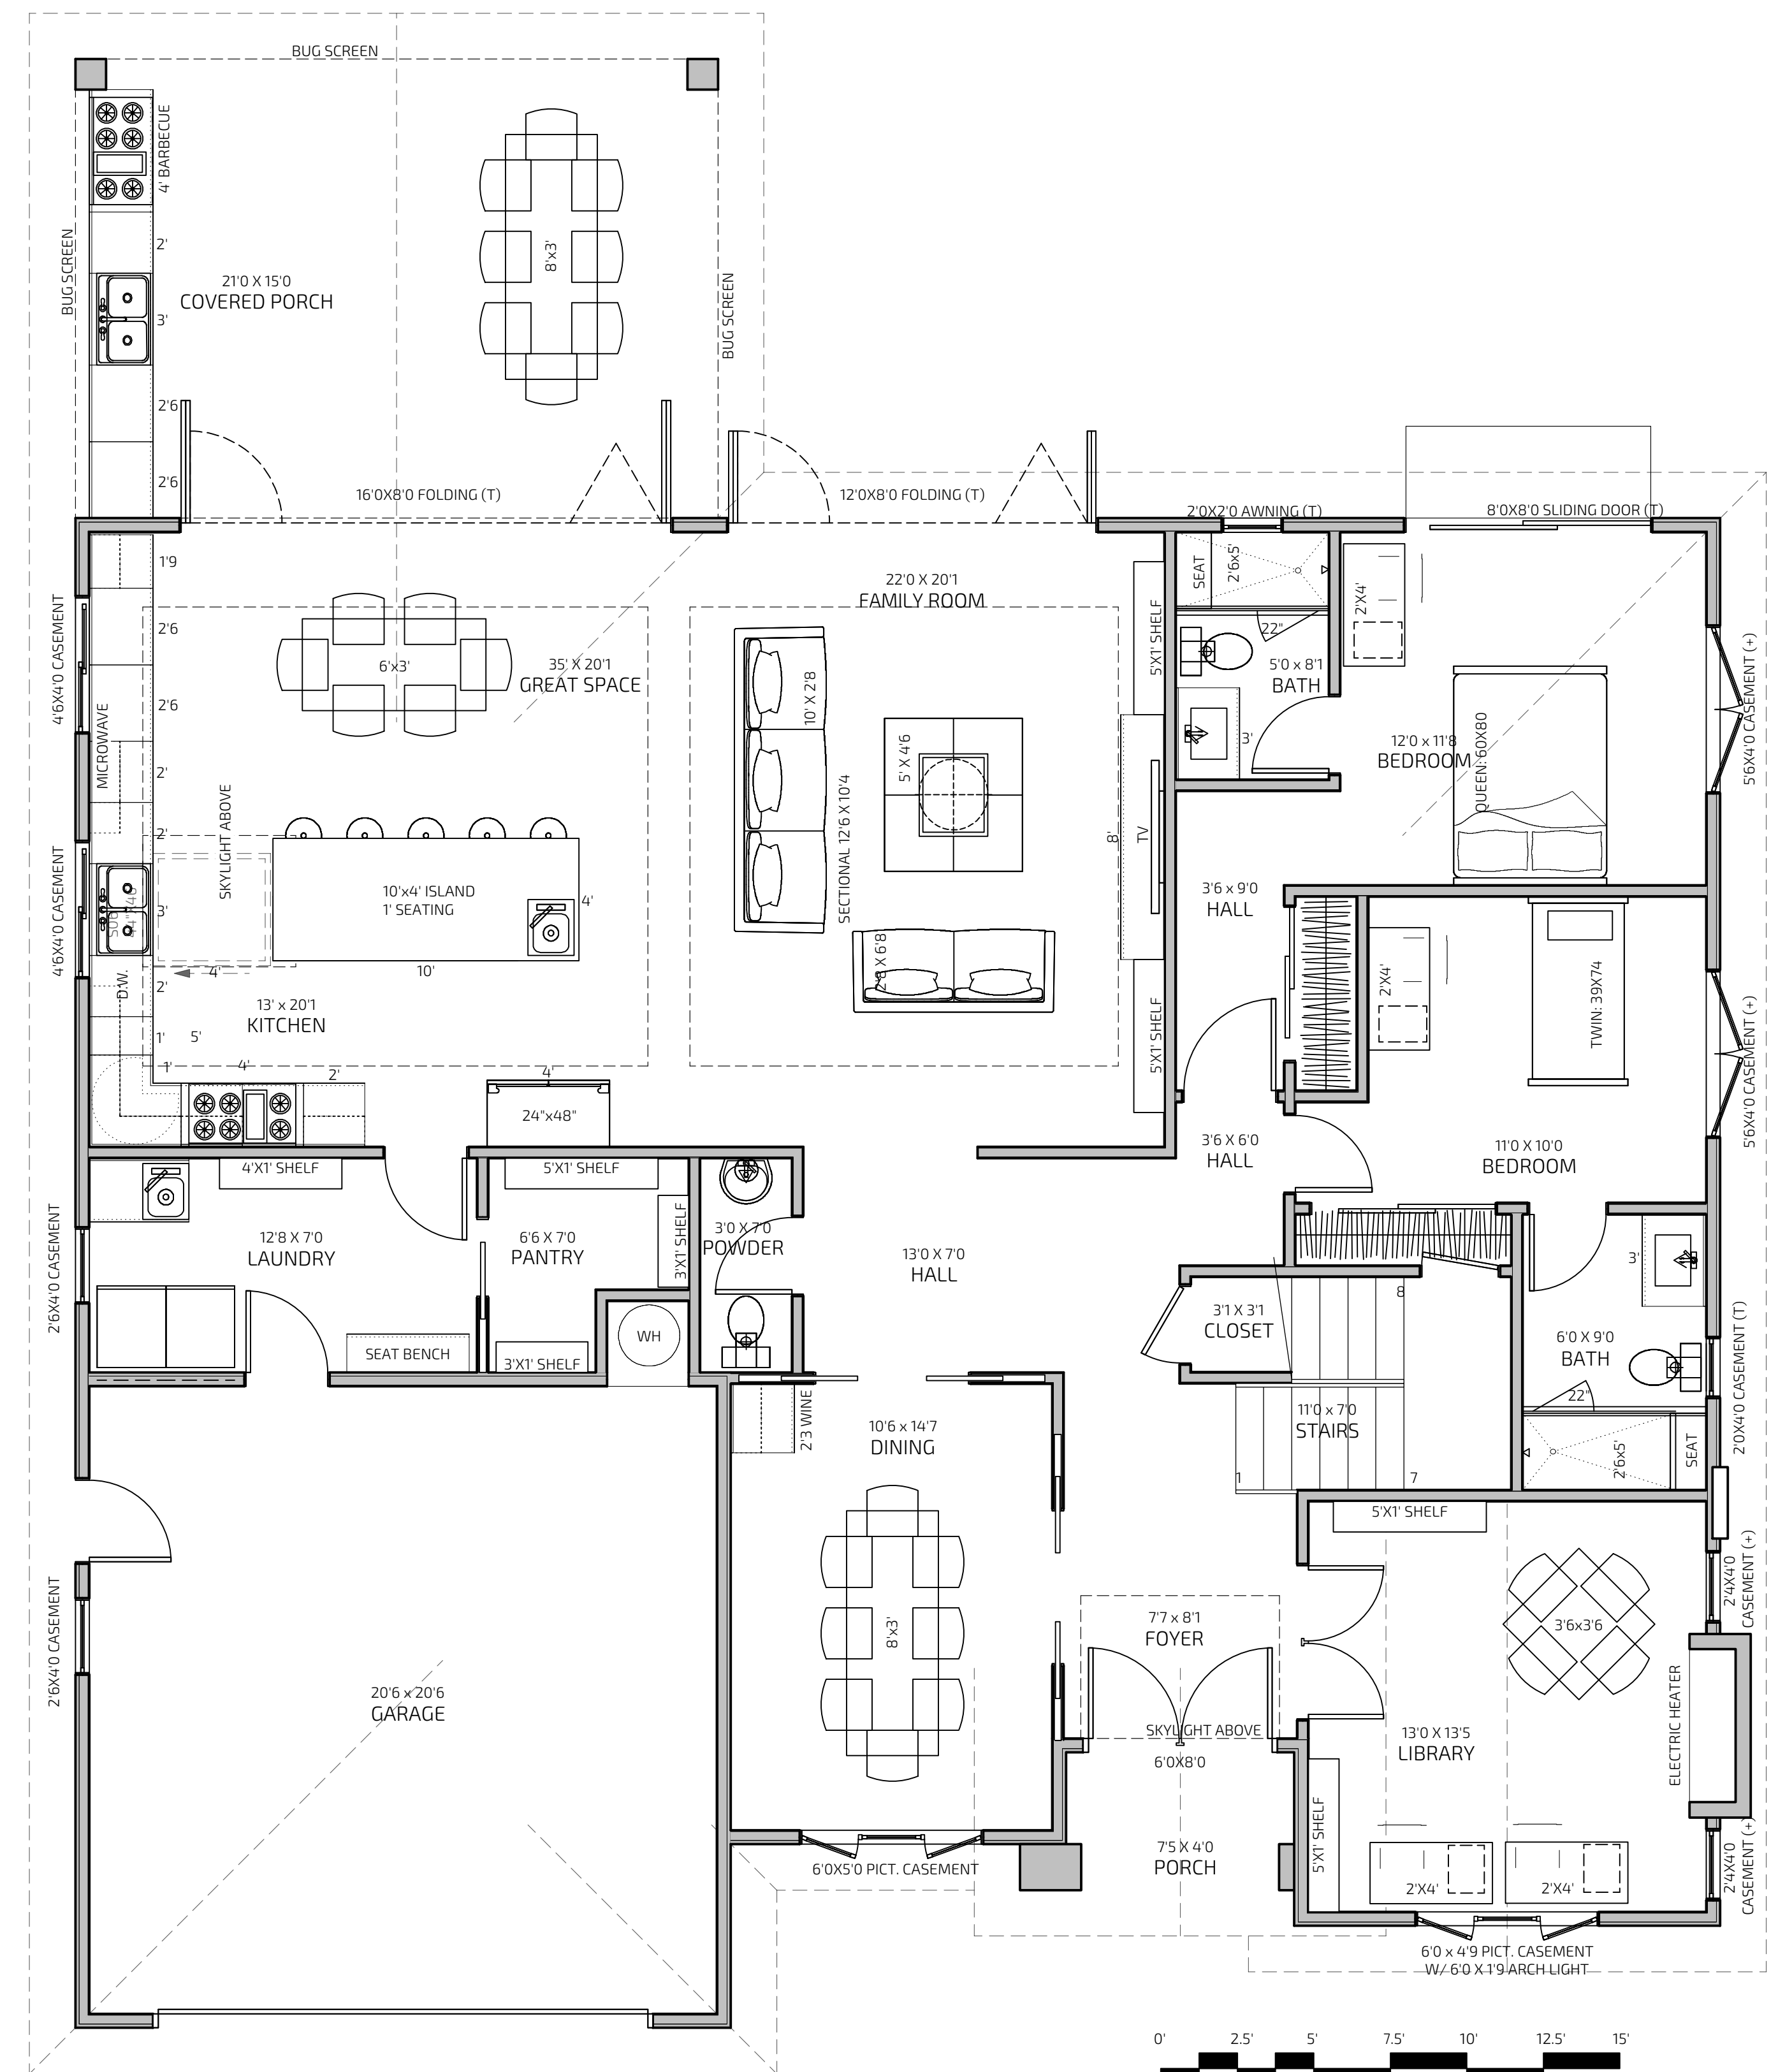 BUG SCREEN
4' BARBECUE
BUG SCREEN
2'
8'x3'
21'0 X 15'0
COVERED PORCH
3'
BUG SCREEN
2'6
2'6
16'0X8'0 FOLDING (T)
12'0X8'0 FOLDING (T)
2'0X2'0 AWNING (T)
8'0X8'0 SLIDING DOOR (T)
1'9
4'6X4'0 CASEMENT
2'6
2'6
MICROWAVE
2'
2'
6'x3'
35' X 20'1
GREAT SPACE
22'0 X 20'1
FAMILY ROOM
10' X 2'8
5' X 4'6
SECTIONAL 12'6 X 10'4
2'8 X 6'8
5'X1' SHELF
8'
TV
5'X1' SHELF
SEAT
2'6x5'
22"
5'0 x 8'1
BATH
3'
2'X4'
12'0 x 11'8
BEDROOM
QUEEN: 60X80
5'6X4'0 CASEMENT (+)
SKYLIGHT ABOVE
4'6X4'0 CASEMENT
10'x4' ISLAND
1' SEATING
4'
3'
4'
10'
D.W.
2'
13' x 20'1
KITCHEN
1'
5'
1'
4'
2'
4'
24"x48"
3'6 x 9'0
HALL
2'X4'
TWIN: 39X74
5'6X4'0 CASEMENT (+)
3'6 X 6'0
HALL
11'0 X 10'0
BEDROOM
4'X1' SHELF
5'X1' SHELF
2'6X4'0 CASEMENT
12'8 X 7'0
LAUNDRY
6'6 X 7'0
PANTRY
3'X1' SHELF
3'0 X 7'0
POWDER
13'0 X 7'0
HALL
SEAT BENCH
3'X1' SHELF
WH
3'1 X 3'1
CLOSET
8
3'
6'0 X 9'0
BATH
22"
2'6x5'
SEAT
2'0X4'0 CASEMENT (T)
11'0 x 7'0
STAIRS
1
7
2'3 WINE
10'6 x 14'7
DINING
8'x3'
5'X1' SHELF
2'4X4'0
CASEMENT (+)
3'6x3'6
7'7 x 8'1
FOYER
SKYLIGHT ABOVE
6'0X8'0
2'6X4'0 CASEMENT
20'6 x 20'6
GARAGE
13'0 X 13'5
LIBRARY
ELECTRIC HEATER
5'X1' SHELF
7'5 X 4'0
PORCH
6'0X5'0 PICT. CASEMENT
2'X4'
2'X4'
2'4X4'0
CASEMENT (+)
6'0 x 4'9 PICT. CASEMENT
W/ 6'0 X 1'9 ARCH LIGHT
0' 2.5' 5' 7.5' 10' 12.5' 15'